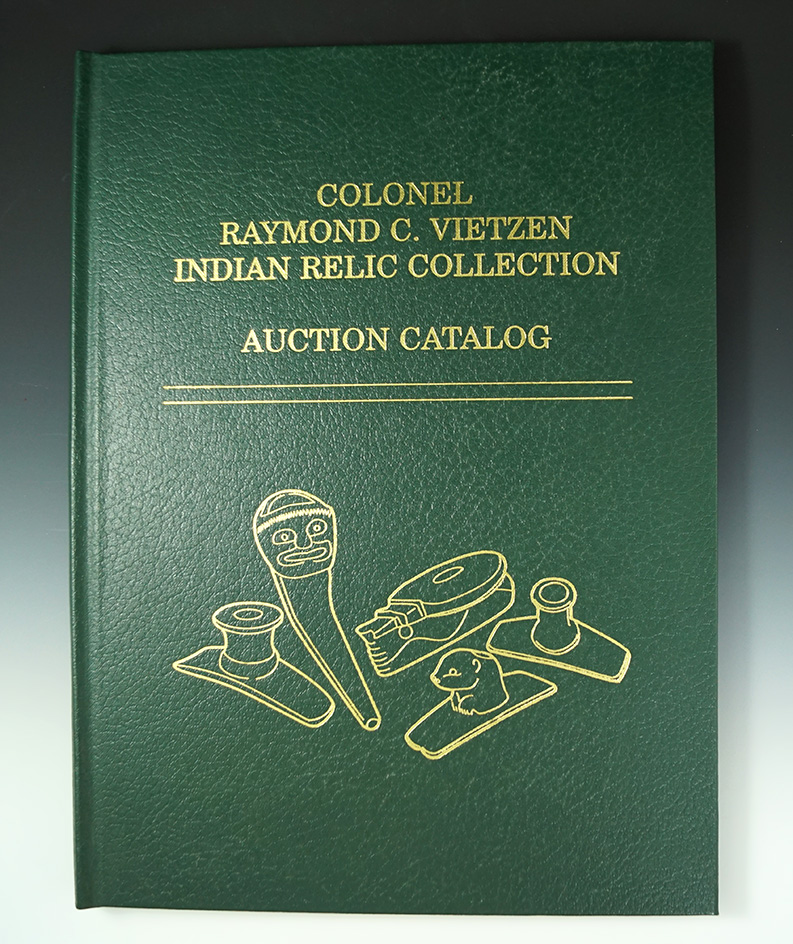 COLONEL
RAYMOND C. VIETZEN
INDIAN RELIC COLLECTION
AUCTION CATALOG